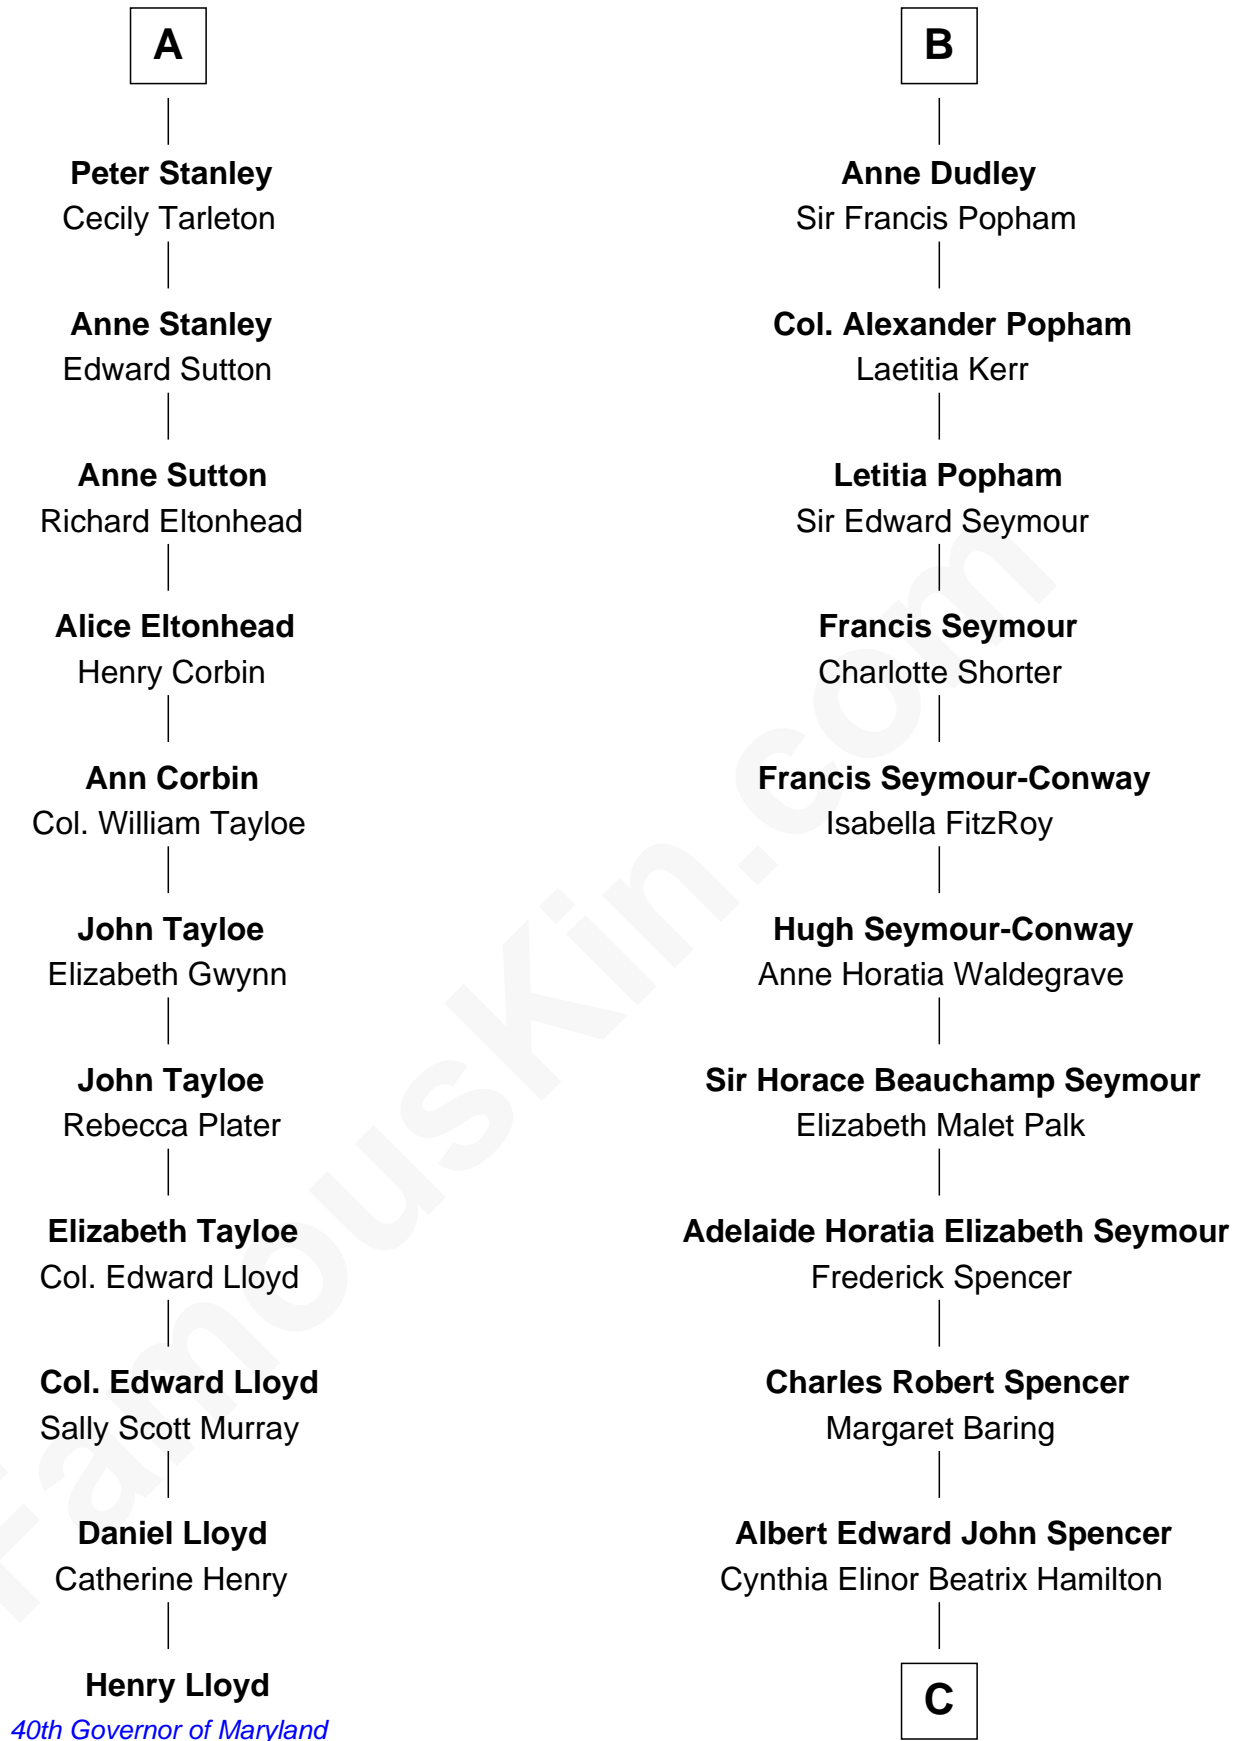 A
Peter Stanley
Cecily Tarleton
Anne Stanley
Edward Sutton
Anne Sutton
Richard Eltonhead
Alice Eltonhead
Henry Corbin
Ann Corbin
Col. William Tayloe
John Tayloe
Elizabeth Gwynn
John Tayloe
Rebecca Plater
Elizabeth Tayloe
Col. Edward Lloyd
Col. Edward Lloyd
Sally Scott Murray
Daniel Lloyd
Catherine Henry
Henry Lloyd
40th Governor of Maryland
B
Anne Dudley
Sir Francis Popham
Col. Alexander Popham
Laetitia Kerr
Letitia Popham
Sir Edward Seymour
Francis Seymour
Charlotte Shorter
Francis Seymour-Conway
Isabella FitzRoy
Hugh Seymour-Conway
Anne Horatia Waldegrave
Sir Horace Beauchamp Seymour
Elizabeth Malet Palk
Adelaide Horatia Elizabeth Seymour
Frederick Spencer
Charles Robert Spencer
Margaret Baring
Albert Edward John Spencer
Cynthia Elinor Beatrix Hamilton
C
FamousKin.com